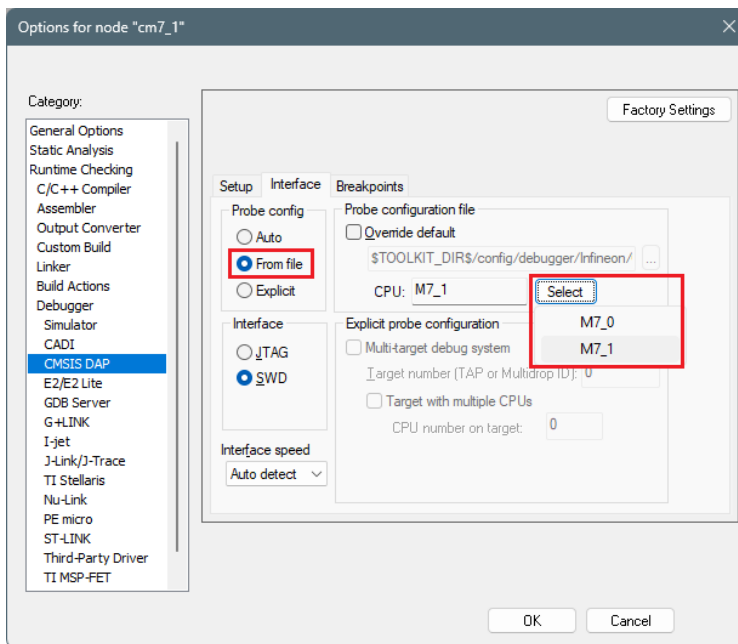 Options for node "cm7_1"
Category:
General Options
Static Analysis
Runtime Checking
C/C++ Compiler
Assembler
Output Converter
Custom Build
Linker
Build Actions
Debugger
Simulator
CADI
CMSIS DAP
E2/E2 Lite
GDB Server
G+LINK
I-jet
J-Link/J-Trace
TI Stellaris
Nu-Link
PE micro
ST-LINK
Third-Party Driver
TI MSP-FET
Factory Settings
Setup Interface Breakpoints
Probe config
Auto
From file
Explicit
Interface
JTAG
SWD
Interface speed
Auto detect
Probe configuration file
Override default
$TOOLKIT_DIR$/config/debugger/Infineon/ ...
CPU: M7_1 Select
M7_0
M7_1
Explicit probe configuration
Multi-target debug system
Target number (TAP or Multidrop ID): 0
Target with multiple CPUs
CPU number on target: 0
OK Cancel